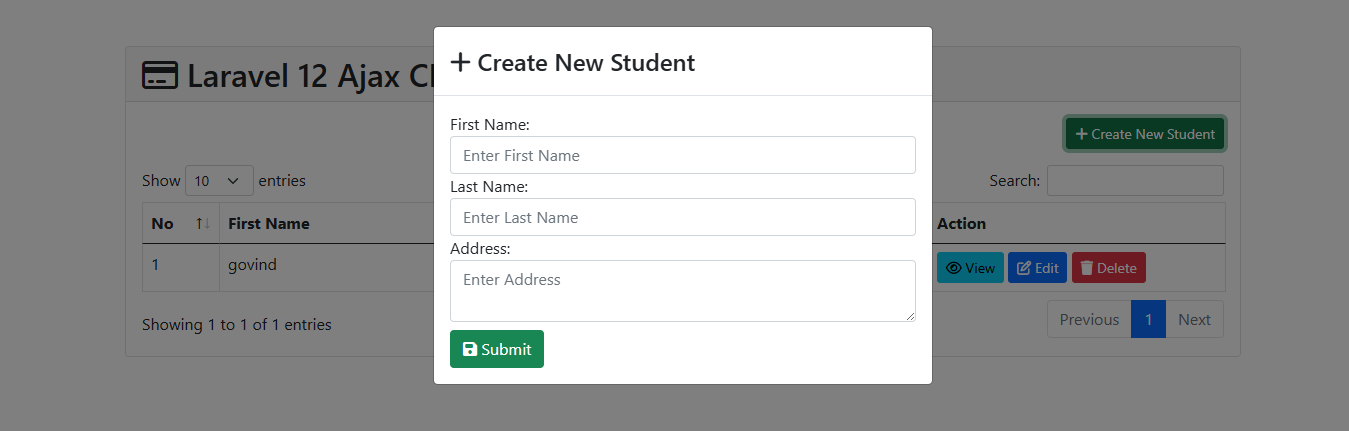 Create New Student
Laravel 12 Ajax
First Name:
Enter First Name
Create New Student
Last Name:
Show 10 entries
Search:
Enter Last Name
No First Name
Action
Address:
1 govind
View Edit Delete
Enter Address
Showing 1 to 1 of 1 entries
Previous 1 Next
Submit